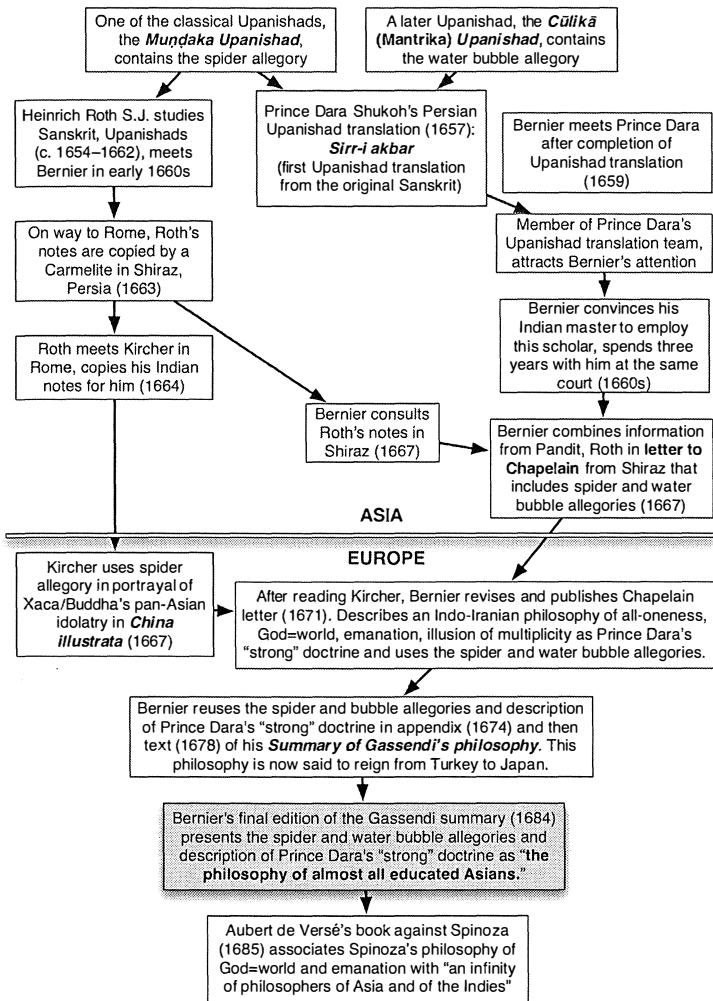 One of the classical Upanishads,
the Muṇḍaka Upanishad,
contains the spider allegory
A later Upanishad, the Cūlikā
(Mantrika) Upanishad, contains
the water bubble allegory
Heinrich Roth S.J. studies
Sanskrit, Upanishads
(c. 1654–1662), meets
Bernier in early 1660s
Prince Dara Shukoh's Persian
Upanishad translation (1657):
Sirr-i akbar
(first Upanishad translation
from the original Sanskrit)
Bernier meets Prince Dara
after completion of
Upanishad translation
(1659)
On way to Rome, Roth's
notes are copied by a
Carmelite in Shiraz,
Persia (1663)
Member of Prince Dara's
Upanishad translation team,
attracts Bernier's attention
Roth meets Kircher in
Rome, copies his Indian
notes for him (1664)
Bernier convinces his
Indian master to employ
this scholar, spends three
years with him at the same
court (1660s)
Bernier consults
Roth's notes in
Shiraz (1667)
Bernier combines information
from Pandit, Roth in letter to
Chapelain from Shiraz that
includes spider and water
bubble allegories (1667)
ASIA
EUROPE
Kircher uses spider
allegory in portrayal of
Xaca/Buddha's pan-Asian
idolatry in China
illustrata (1667)
After reading Kircher, Bernier revises and publishes Chapelain
letter (1671). Describes an Indo-Iranian philosophy of all-oneness,
God=world, emanation, illusion of multiplicity as Prince Dara's
"strong" doctrine and uses the spider and water bubble allegories.
Bernier reuses the spider and bubble allegories and description
of Prince Dara's "strong" doctrine in appendix (1674) and then
text (1678) of his Summary of Gassendi's philosophy. This
philosophy is now said to reign from Turkey to Japan.
Bernier's final edition of the Gassendi summary (1684)
presents the spider and water bubble allegories and
description of Prince Dara's "strong" doctrine as "the
philosophy of almost all educated Asians."
Aubert de Versé's book against Spinoza
(1685) associates Spinoza's philosophy of
God=world and emanation with "an infinity
of philosophers of Asia and of the Indies"